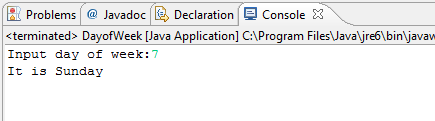 Problems @ Javadoc Declaration Console
<terminated> DayofWeek [Java Application] C:\Program Files\Java\jre6\bin\javaw
Input day of week:7
It is Sunday